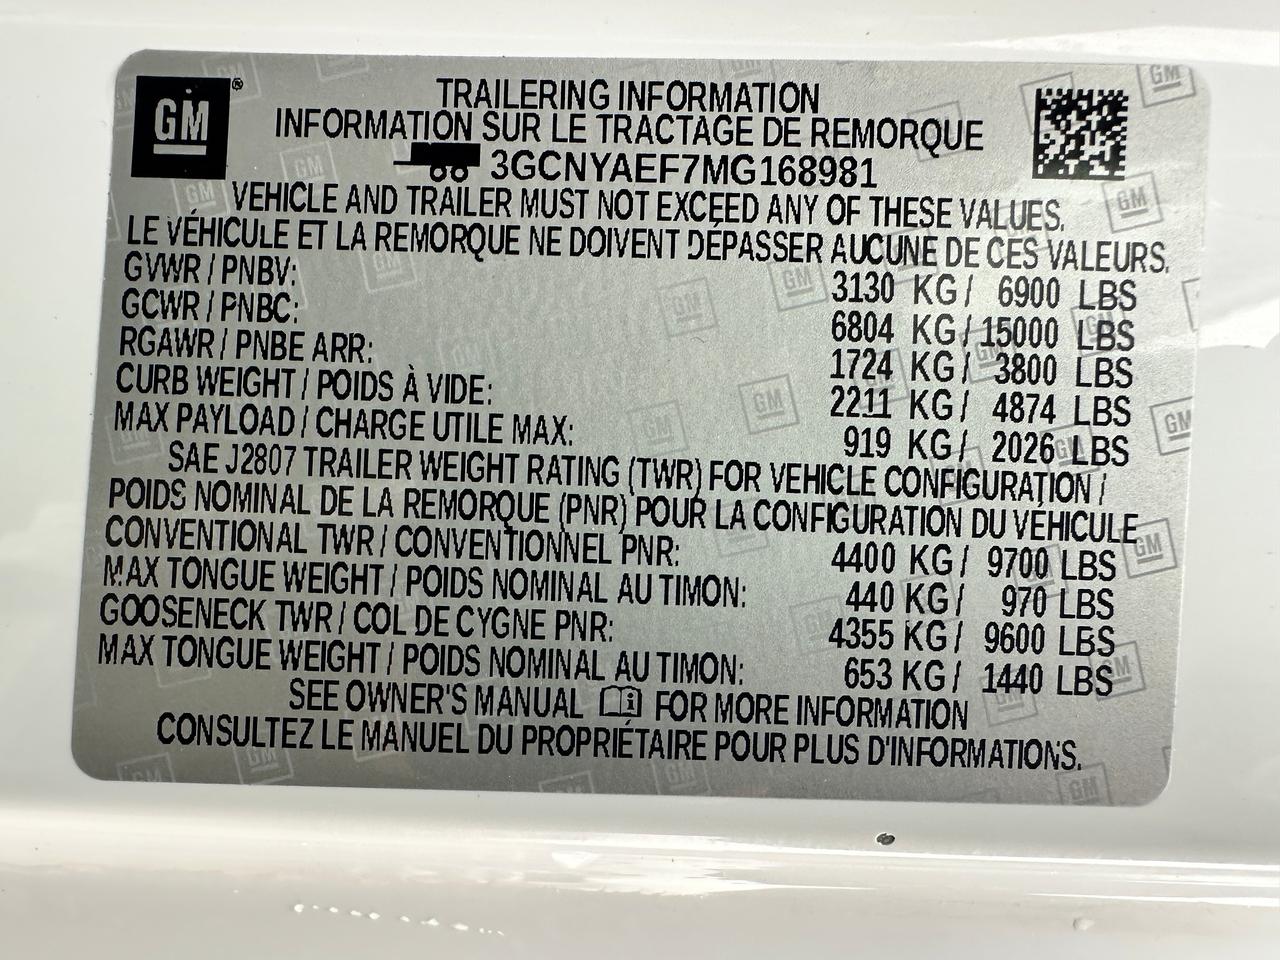 GM ®
TRAILERING INFORMATION
INFORMATION SUR LE TRACTAGE DE REMORQUE
3GCNYAEF7MG168981
VEHICLE AND TRAILER MUST NOT EXCEED ANY OF THESE VALUES.
LE VÉHICULE ET LA REMORQUE NE DOIVENT DÉPASSER AUCUNE DE CES VALEURS.
GVWR / PNBV: 3130 KG / 6900 LBS
GCWR / PNBC: 6804 KG / 15000 LBS
RGAWR / PNBE ARR: 1724 KG / 3800 LBS
CURB WEIGHT / POIDS À VIDE: 2211 KG / 4874 LBS
MAX PAYLOAD / CHARGE UTILE MAX: 919 KG / 2026 LBS
SAE J2807 TRAILER WEIGHT RATING (TWR) FOR VEHICLE CONFIGURATION /
POIDS NOMINAL DE LA REMORQUE (PNR) POUR LA CONFIGURATION DU VÉHICULE
CONVENTIONAL TWR / CONVENTIONNEL PNR: 4400 KG / 9700 LBS
MAX TONGUE WEIGHT / POIDS NOMINAL AU TIMON: 440 KG / 970 LBS
GOOSENECK TWR / COL DE CYGNE PNR: 4355 KG / 9600 LBS
MAX TONGUE WEIGHT / POIDS NOMINAL AU TIMON: 653 KG / 1440 LBS
SEE OWNER'S MANUAL FOR MORE INFORMATION
CONSULTEZ LE MANUEL DU PROPRIÉTAIRE POUR PLUS D'INFORMATIONS.